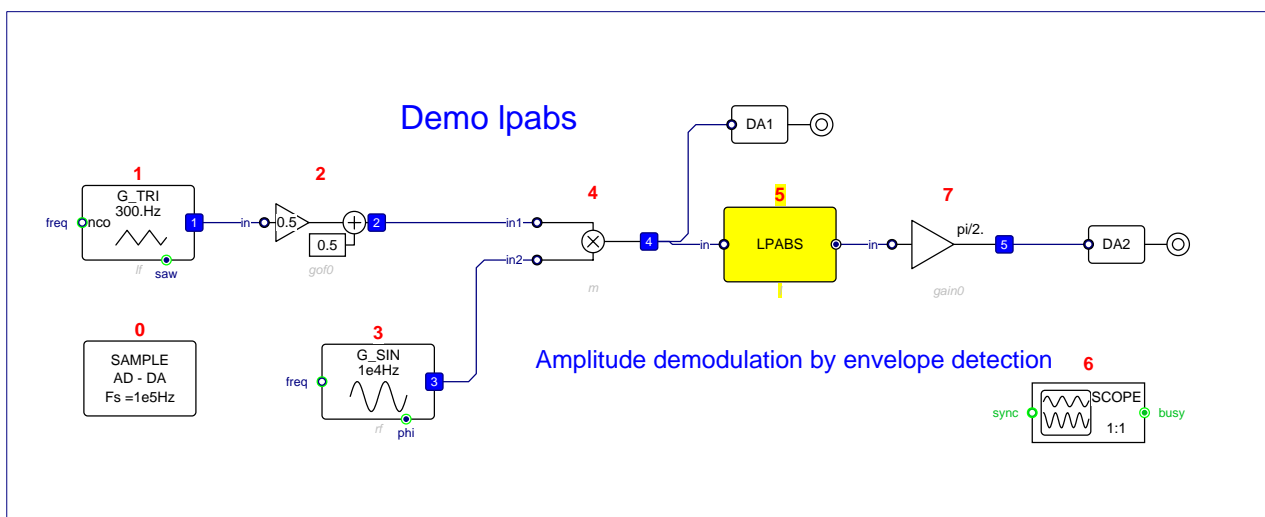 Demo lpabs
DA1
1
G_TRI
300.Hz
freq
nco
1
saw
lf
2
in
0.5
0.5
2
gof0
in1
in2
4
m
4
in
5
LPABS
l
in
7
pi/2.
gain0
5
DA2
0
SAMPLE
AD - DA
Fs =1e5Hz
3
G_SIN
1e4Hz
freq
3
phi
rf
Amplitude demodulation by envelope detection
6
sync
SCOPE
1:1
busy